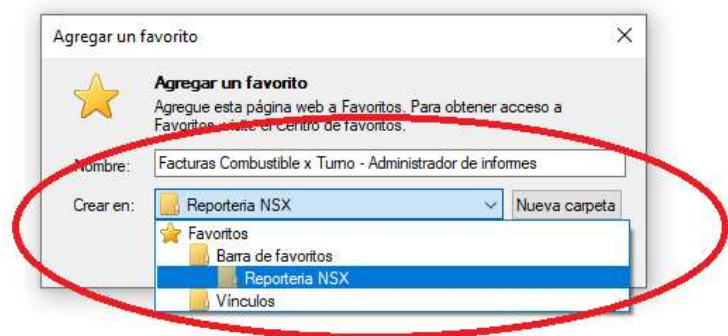 Agregar un favorito
Agregar un favorito
Agregue esta página web a Favoritos. Para obtener acceso a
Favoritos, visite el Centro de favoritos.
Nombre: Facturas Combustible x Turno - Administrador de informes
Crear en: Reporteria NSX Nueva carpeta
Favoritos
Barra de favoritos
Reporteria NSX
Vínculos